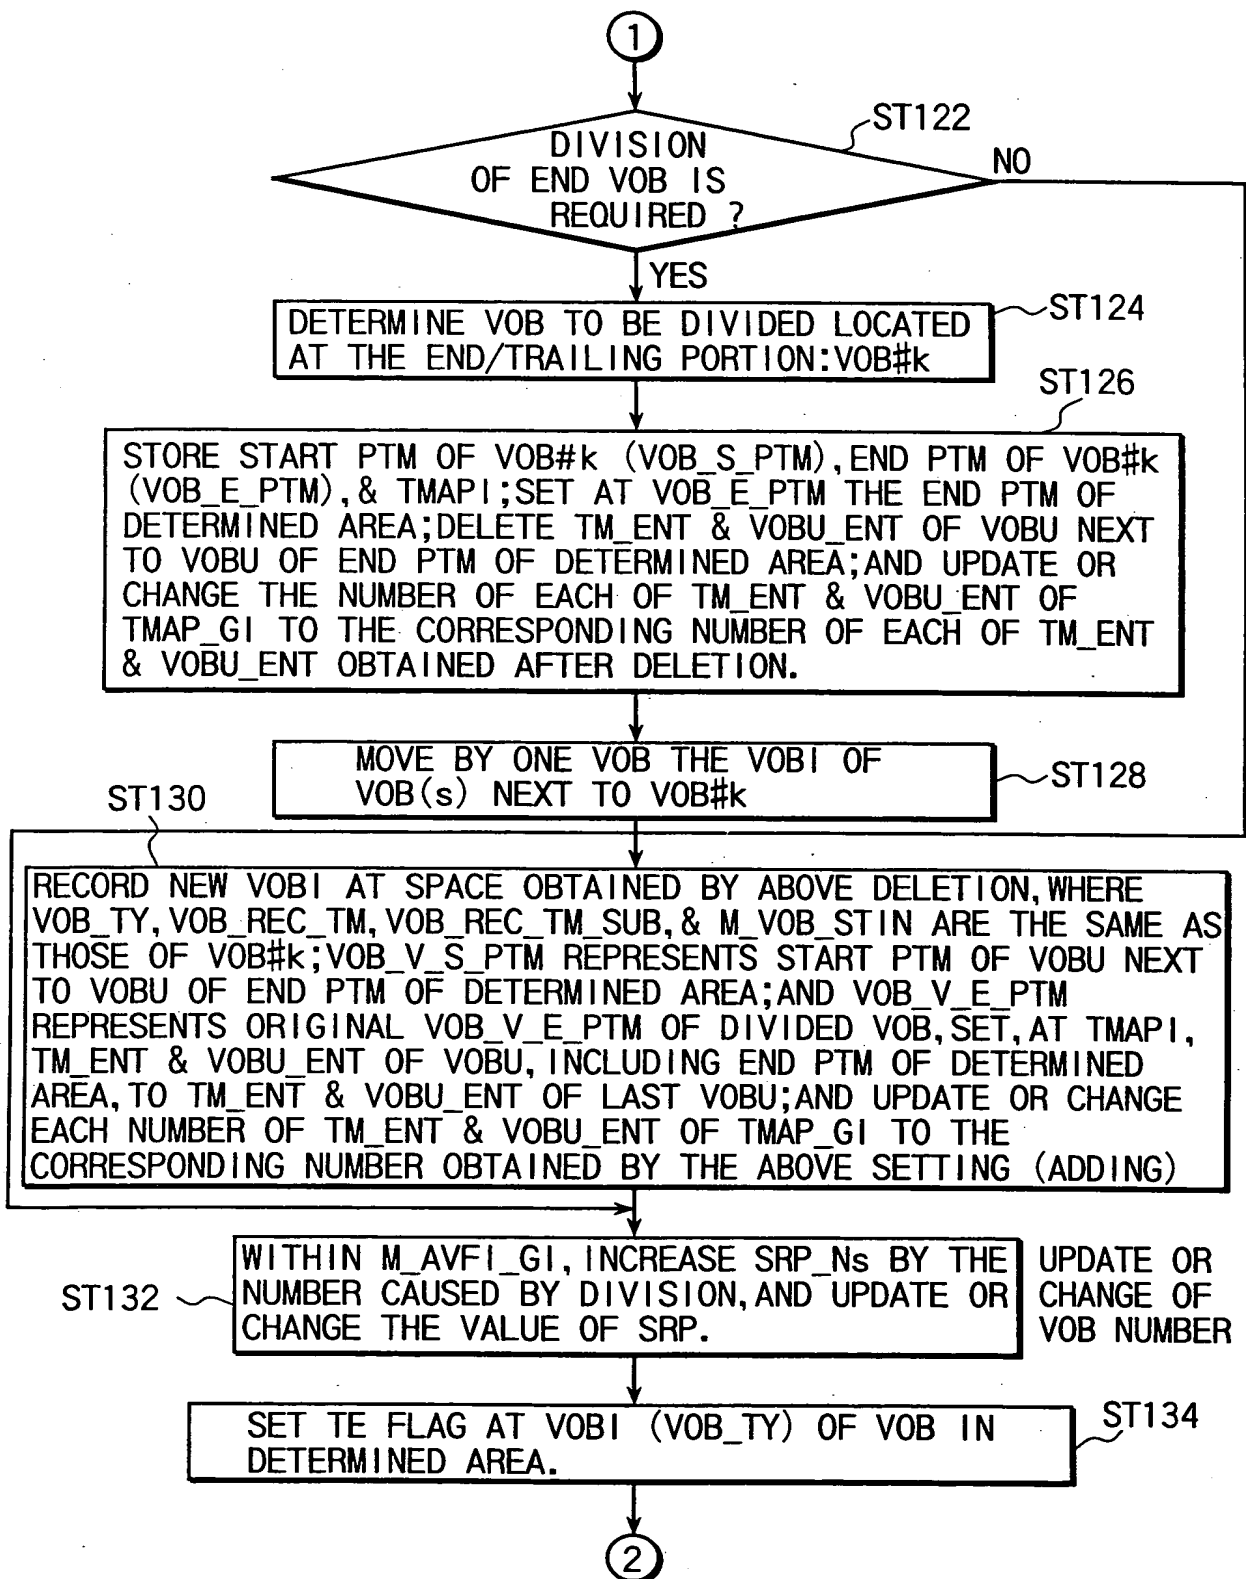 1
ST122
DIVISION
OF END VOB IS
REQUIRED ?
NO
YES
ST124
DETERMINE VOB TO BE DIVIDED LOCATED
AT THE END/TRAILING PORTION:VOB#k
ST126
STORE START PTM OF VOB#k (VOB_S_PTM),END PTM OF VOB#k
(VOB_E_PTM),& TMAPI;SET AT VOB_E_PTM THE END PTM OF
DETERMINED AREA;DELETE TM_ENT & VOBU_ENT OF VOBU NEXT
TO VOBU OF END PTM OF DETERMINED AREA;AND UPDATE OR
CHANGE THE NUMBER OF EACH OF TM_ENT & VOBU_ENT OF
TMAP_GI TO THE CORRESPONDING NUMBER OF EACH OF TM_ENT
& VOBU_ENT OBTAINED AFTER DELETION.
MOVE BY ONE VOB THE VOBI OF
VOB(s) NEXT TO VOB#k
ST128
ST130
RECORD NEW VOBI AT SPACE OBTAINED BY ABOVE DELETION,WHERE
VOB_TY,VOB_REC_TM,VOB_REC_TM_SUB,& M_VOB_STIN ARE THE SAME AS
THOSE OF VOB#k;VOB_V_S_PTM REPRESENTS START PTM OF VOBU NEXT
TO VOBU OF END PTM OF DETERMINED AREA;AND VOB_V_E_PTM
REPRESENTS ORIGINAL VOB_V_E_PTM OF DIVIDED VOB,SET,AT TMAPI,
TM_ENT & VOBU_ENT OF VOBU,INCLUDING END PTM OF DETERMINED
AREA,TO TM_ENT & VOBU_ENT OF LAST VOBU;AND UPDATE OR CHANGE
EACH NUMBER OF TM_ENT & VOBU_ENT OF TMAP_GI TO THE
CORRESPONDING NUMBER OBTAINED BY THE ABOVE SETTING (ADDING)
ST132
WITHIN M_AVFI_GI,INCREASE SRP_Ns BY THE
NUMBER CAUSED BY DIVISION,AND UPDATE OR
CHANGE THE VALUE OF SRP.
UPDATE OR
CHANGE OF
VOB NUMBER
SET TE FLAG AT VOBI (VOB_TY) OF VOB IN
DETERMINED AREA.
ST134
2